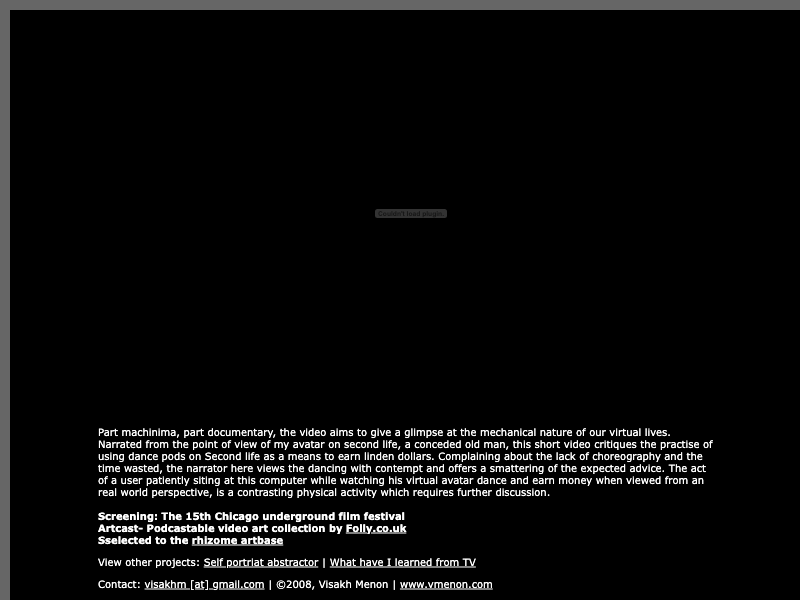 Couldn't load plugin.
Part machinima, part documentary, the video aims to give a glimpse at the mechanical nature of our virtual lives.
Narrated from the point of view of my avatar on second life, a conceded old man, this short video critiques the practise of
using dance pods on Second life as a means to earn linden dollars. Complaining about the lack of choreography and the
time wasted, the narrator here views the dancing with contempt and offers a smattering of the expected advice. The act
of a user patiently siting at this computer while watching his virtual avatar dance and earn money when viewed from an
real world perspective, is a contrasting physical activity which requires further discussion.
Screening: The 15th Chicago underground film festival
Artcast- Podcastable video art collection by Folly.co.uk
Sselected to the rhizome artbase
View other projects: Self portriat abstractor | What have I learned from TV
Contact: visakhm [at] gmail.com | ©2008, Visakh Menon | www.vmenon.com